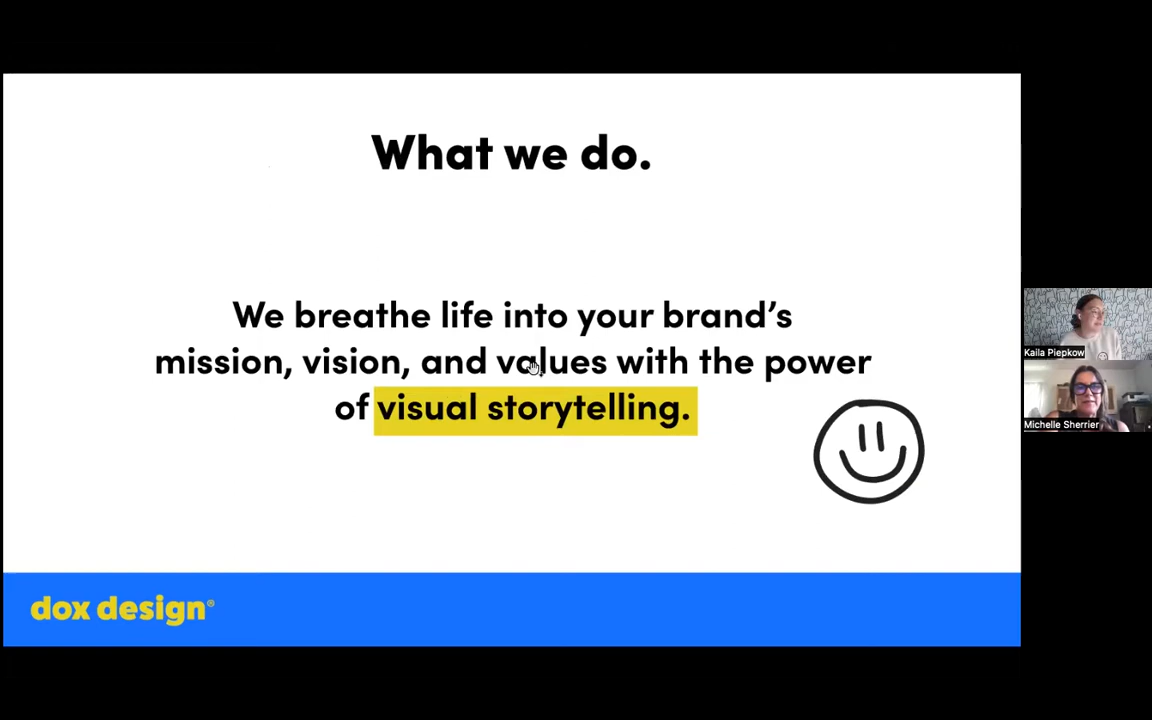 What we do.
We breathe life into your brand’s
mission, vision, and values with the power
of visual storytelling.
dox design®
Kaila Piepkow
Michelle Sherrier